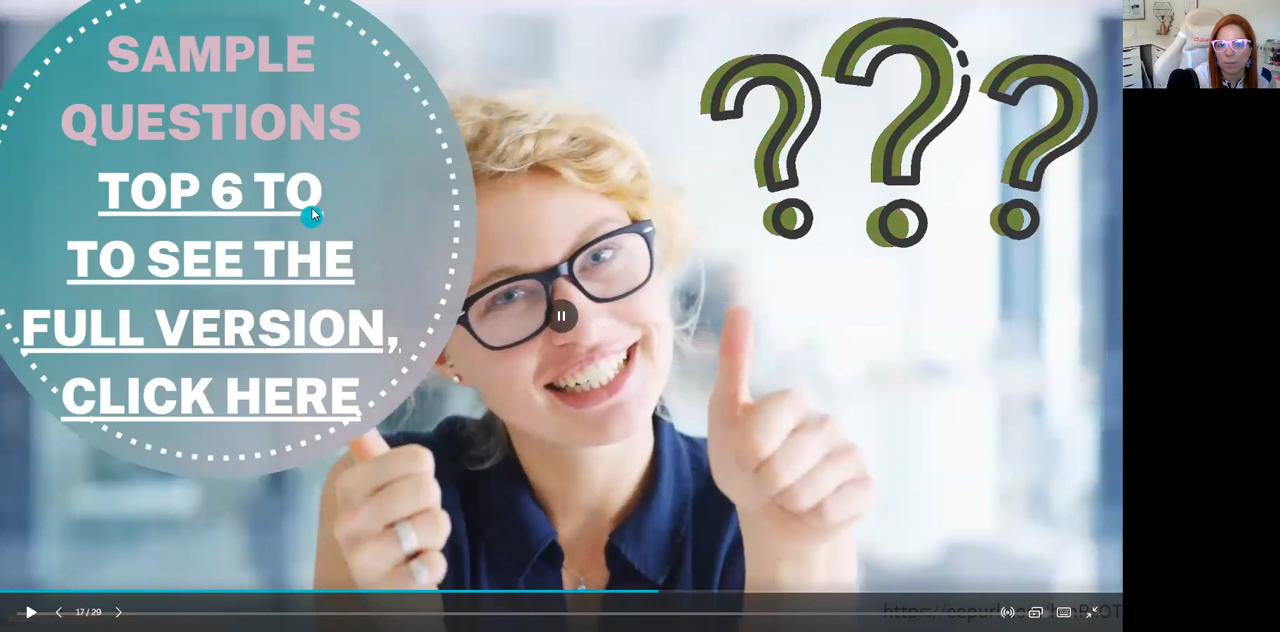 SAMPLE
QUESTIONS
TOP 6 TO
TO SEE THE
FULL VERSION,
CLICK HERE
17 / 29